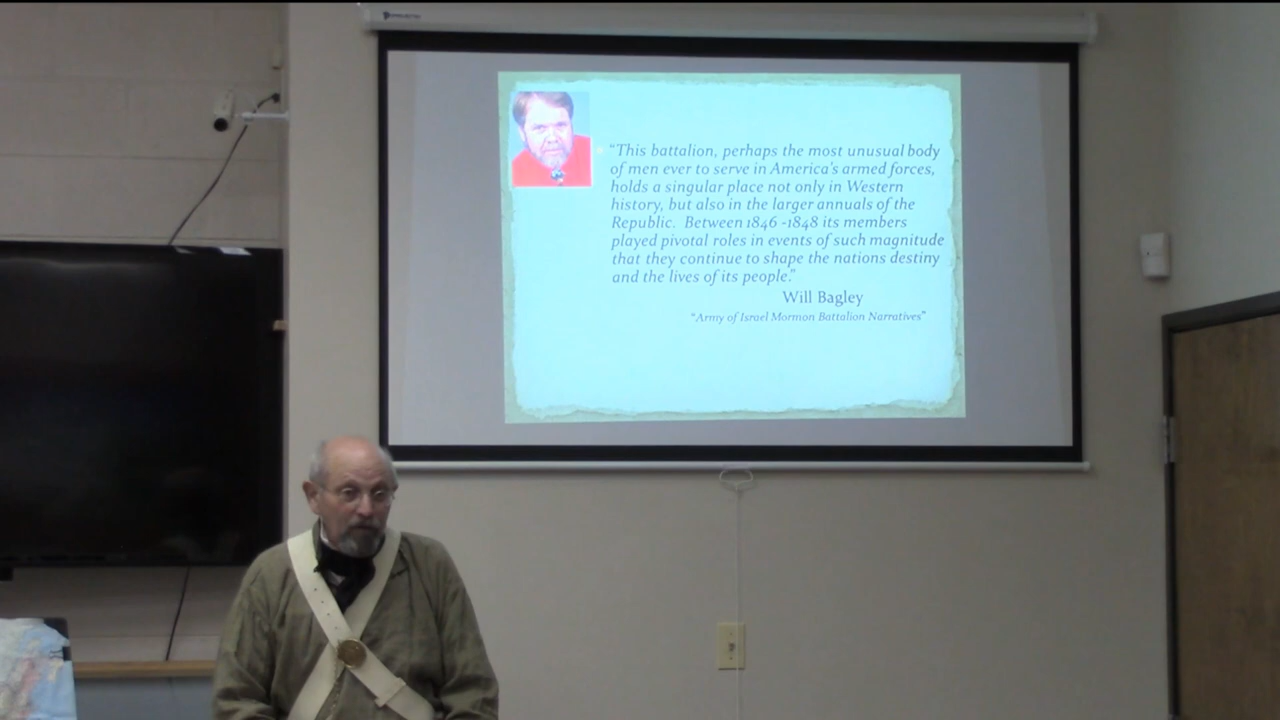 "This battalion, perhaps the most unusual body
of men ever to serve in America's armed forces,
holds a singular place not only in Western
history, but also in the larger annuals of the
Republic. Between 1846 -1848 its members
played pivotal roles in events of such magnitude
that they continue to shape the nations destiny
and the lives of its people."
Will Bagley
"Army of Israel Mormon Battalion Narratives"